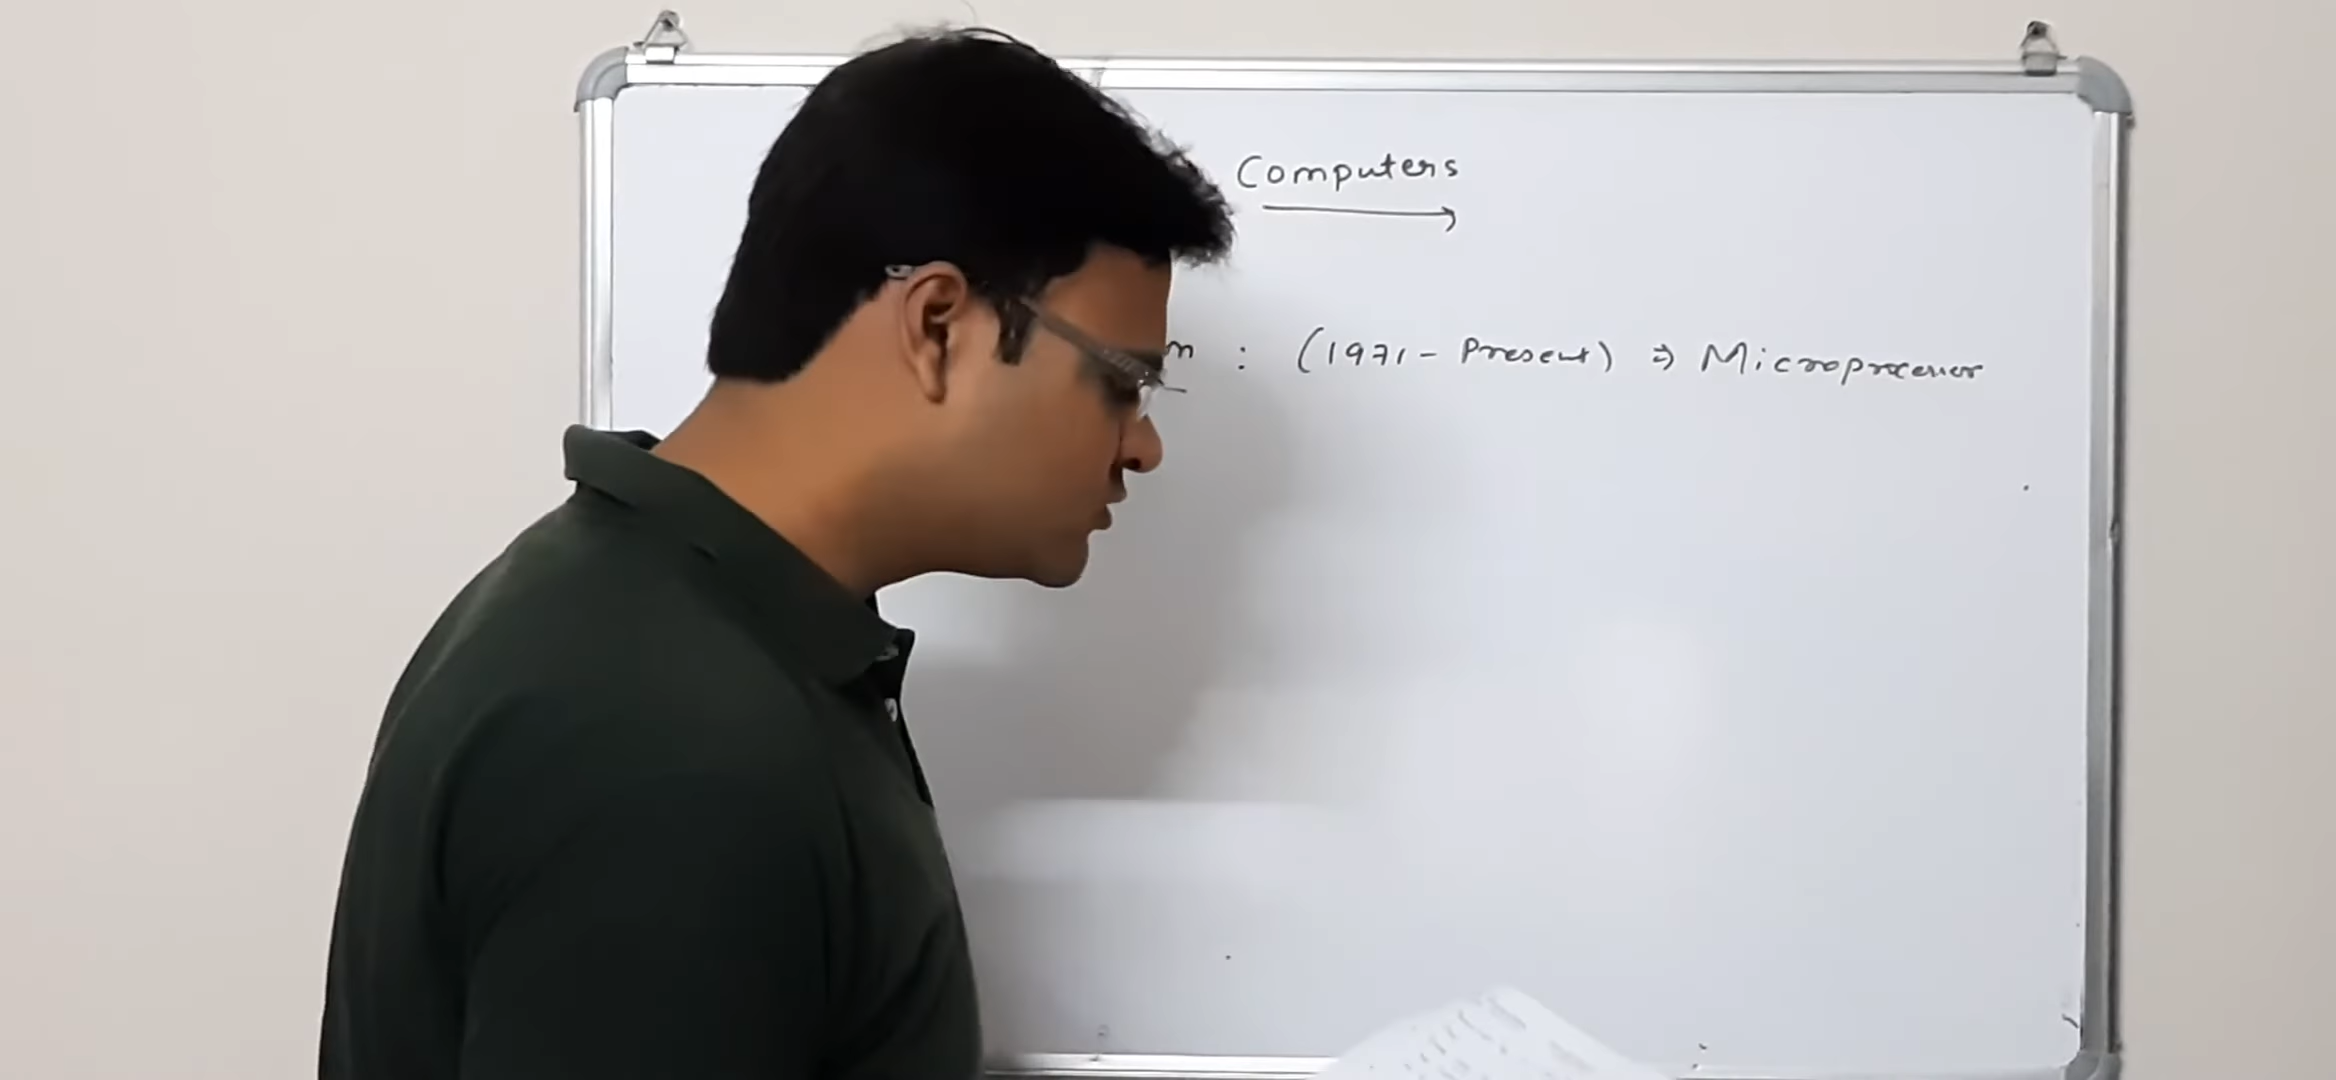 Computers
n : (1971 - Present) ⇒ Microprocessor